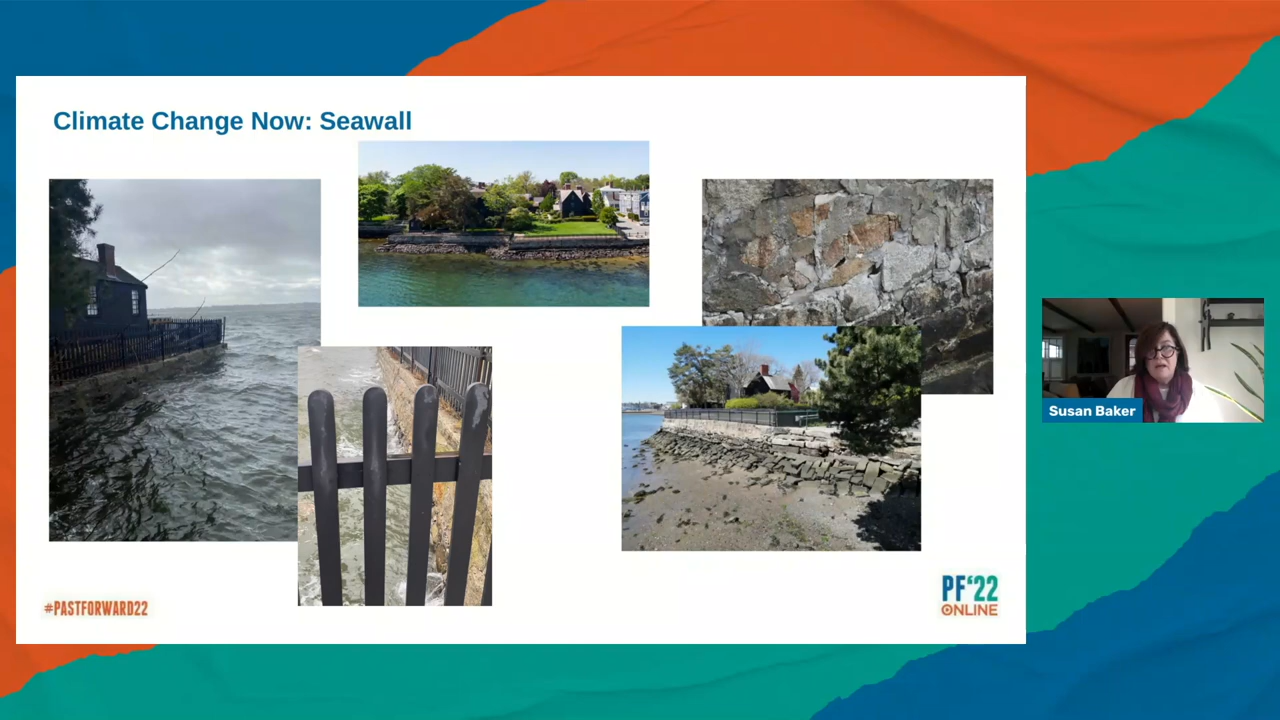 Climate Change Now: Seawall
Susan Baker
#PASTFORWARD22
PF'22
ONLINE